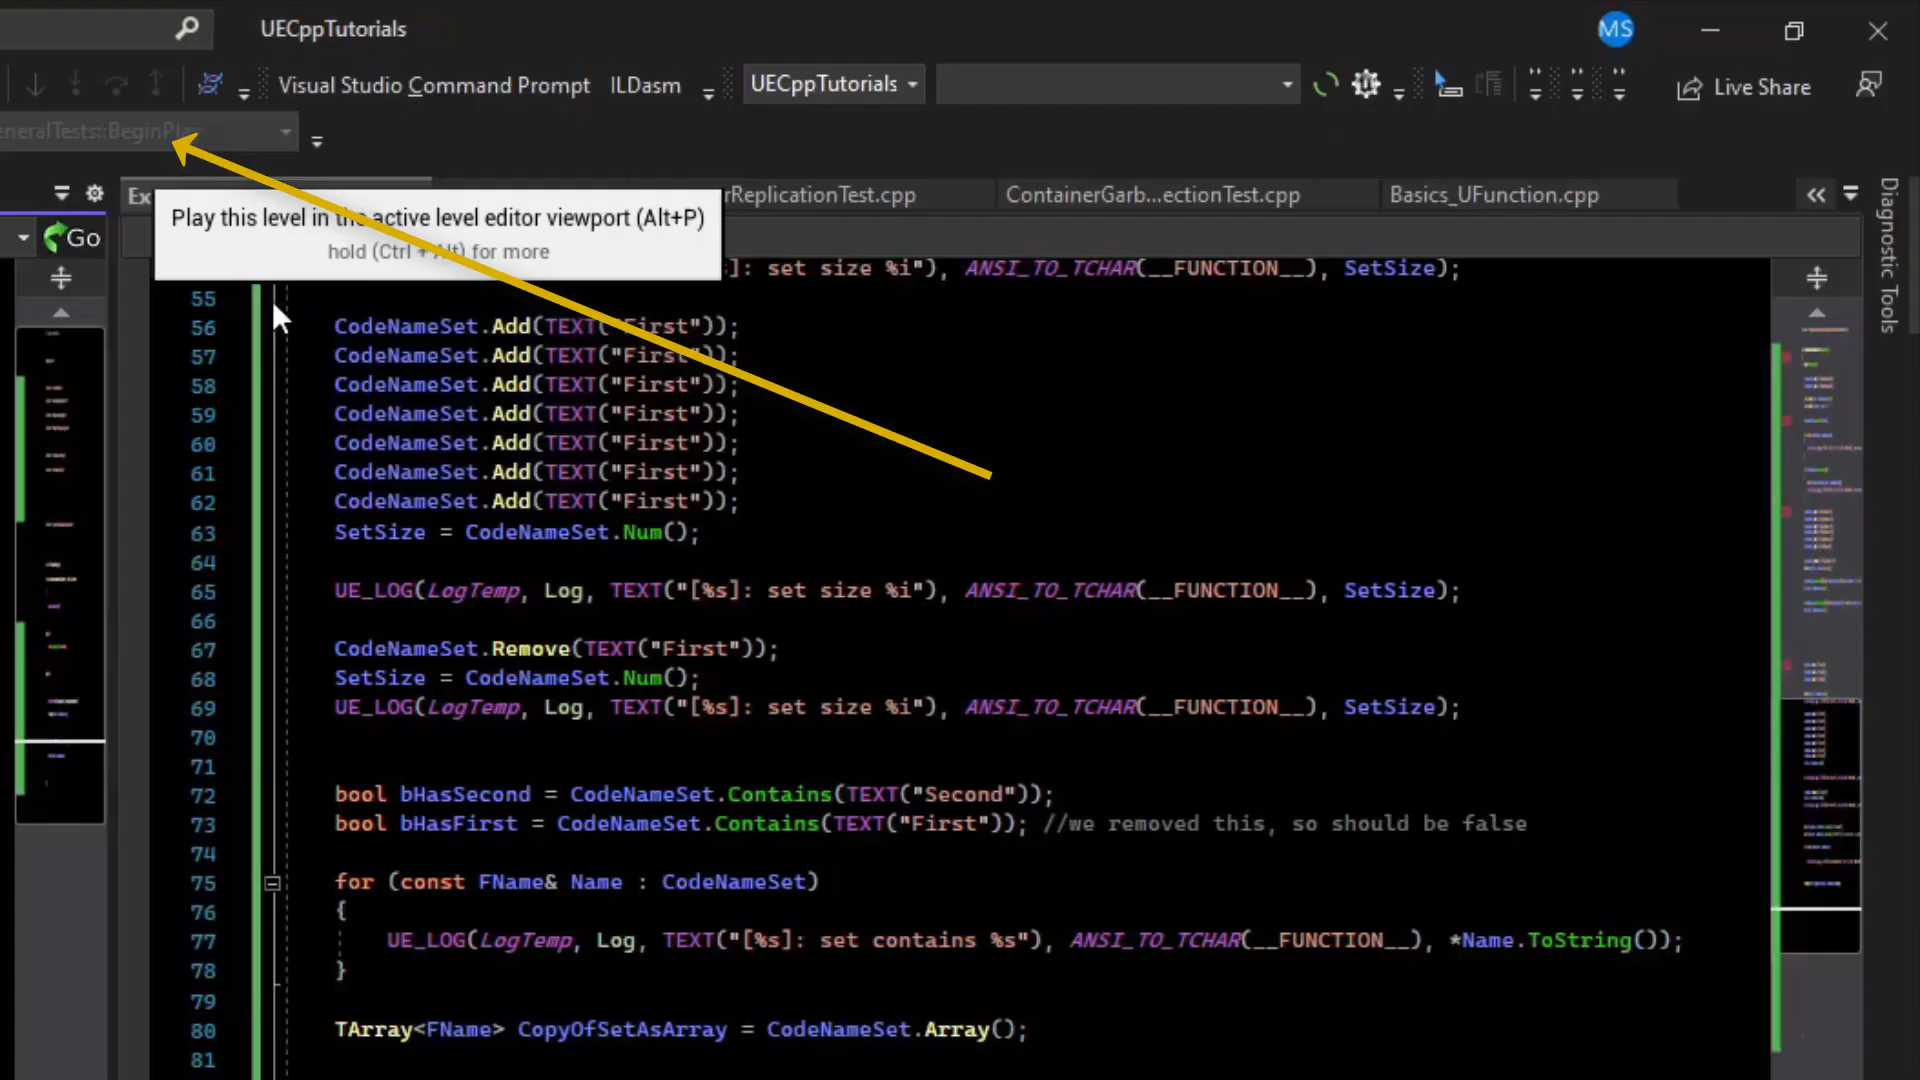 UECppTutorials
MS
Visual Studio Command Prompt ILDasm UECppTutorials Live Share
eneralTests::BeginPla
Ex rReplicationTest.cpp ContainerGarb...ectionTest.cpp Basics_UFunction.cpp
Diagnostic Tools
Go
Play this level in the active level editor viewport (Alt+P)
hold (Ctrl + Alt) for more
]: set size %i"), ANSI_TO_TCHAR(__FUNCTION__), SetSize);
55
56 CodeNameSet.Add(TEXT("First"));
57 CodeNameSet.Add(TEXT("First"));
58 CodeNameSet.Add(TEXT("First"));
59 CodeNameSet.Add(TEXT("First"));
60 CodeNameSet.Add(TEXT("First"));
61 CodeNameSet.Add(TEXT("First"));
62 CodeNameSet.Add(TEXT("First"));
63 SetSize = CodeNameSet.Num();
64
65 UE_LOG(LogTemp, Log, TEXT("[%s]: set size %i"), ANSI_TO_TCHAR(__FUNCTION__), SetSize);
66
67 CodeNameSet.Remove(TEXT("First"));
68 SetSize = CodeNameSet.Num();
69 UE_LOG(LogTemp, Log, TEXT("[%s]: set size %i"), ANSI_TO_TCHAR(__FUNCTION__), SetSize);
70
71
72 bool bHasSecond = CodeNameSet.Contains(TEXT("Second"));
73 bool bHasFirst = CodeNameSet.Contains(TEXT("First")); //we removed this, so should be false
74
75 for (const FName& Name : CodeNameSet)
76 {
77 UE_LOG(LogTemp, Log, TEXT("[%s]: set contains %s"), ANSI_TO_TCHAR(__FUNCTION__), *Name.ToString());
78 }
79
80 TArray<FName> CopyOfSetAsArray = CodeNameSet.Array();
81